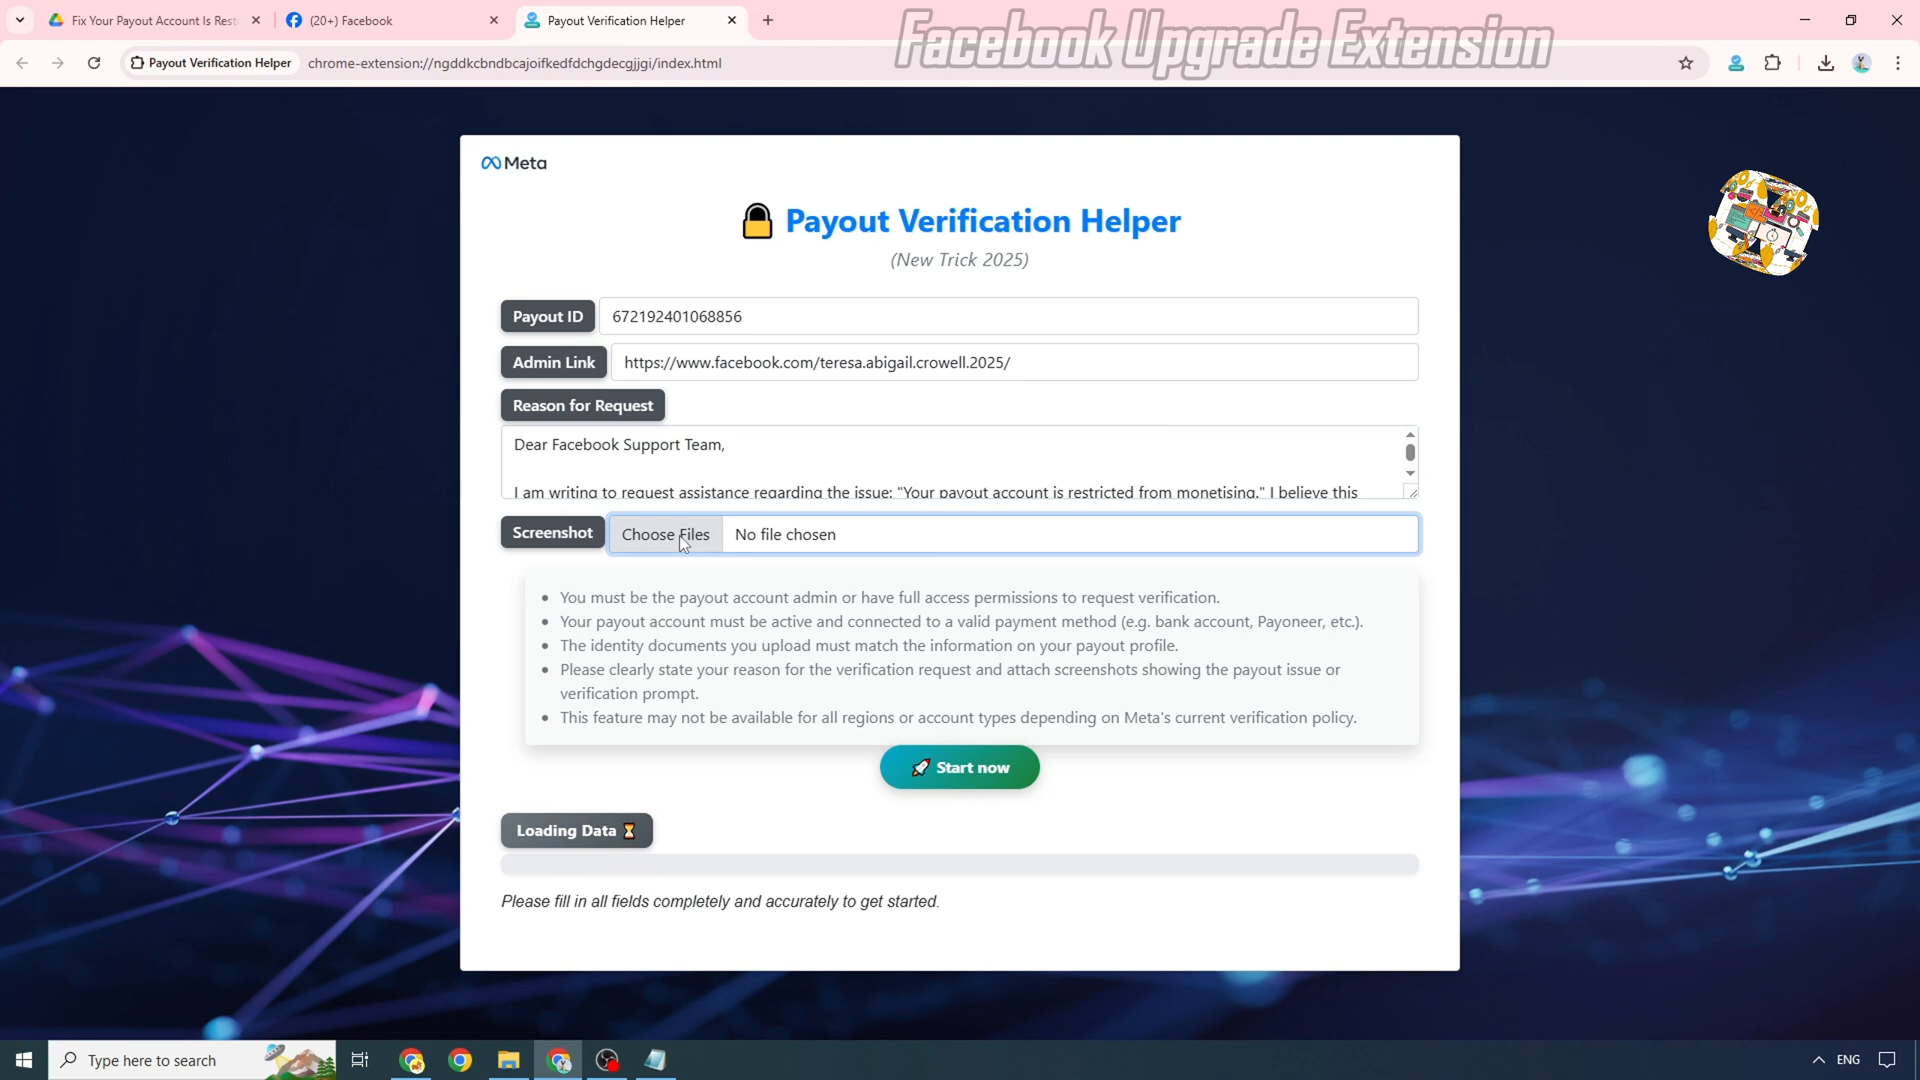 Fix Your Payout Account Is Rest
(20+) Facebook
Payout Verification Helper
Facebook Upgrade Extension
Payout Verification Helper
chrome-extension://ngddkcbndbcajoifkedfdchgdecgjjgi/index.html
Meta
Payout Verification Helper
(New Trick 2025)
Payout ID
672192401068856
Admin Link
https://www.facebook.com/teresa.abigail.crowell.2025/
Reason for Request
Dear Facebook Support Team,
I am writing to request assistance regarding the issue: "Your payout account is restricted from monetising." I believe this
Screenshot
Choose Files
No file chosen
You must be the payout account admin or have full access permissions to request verification.
Your payout account must be active and connected to a valid payment method (e.g. bank account, Payoneer, etc.).
The identity documents you upload must match the information on your payout profile.
Please clearly state your reason for the verification request and attach screenshots showing the payout issue or
verification prompt.
This feature may not be available for all regions or account types depending on Meta's current verification policy.
Start now
Loading Data
Please fill in all fields completely and accurately to get started.
Type here to search
ENG